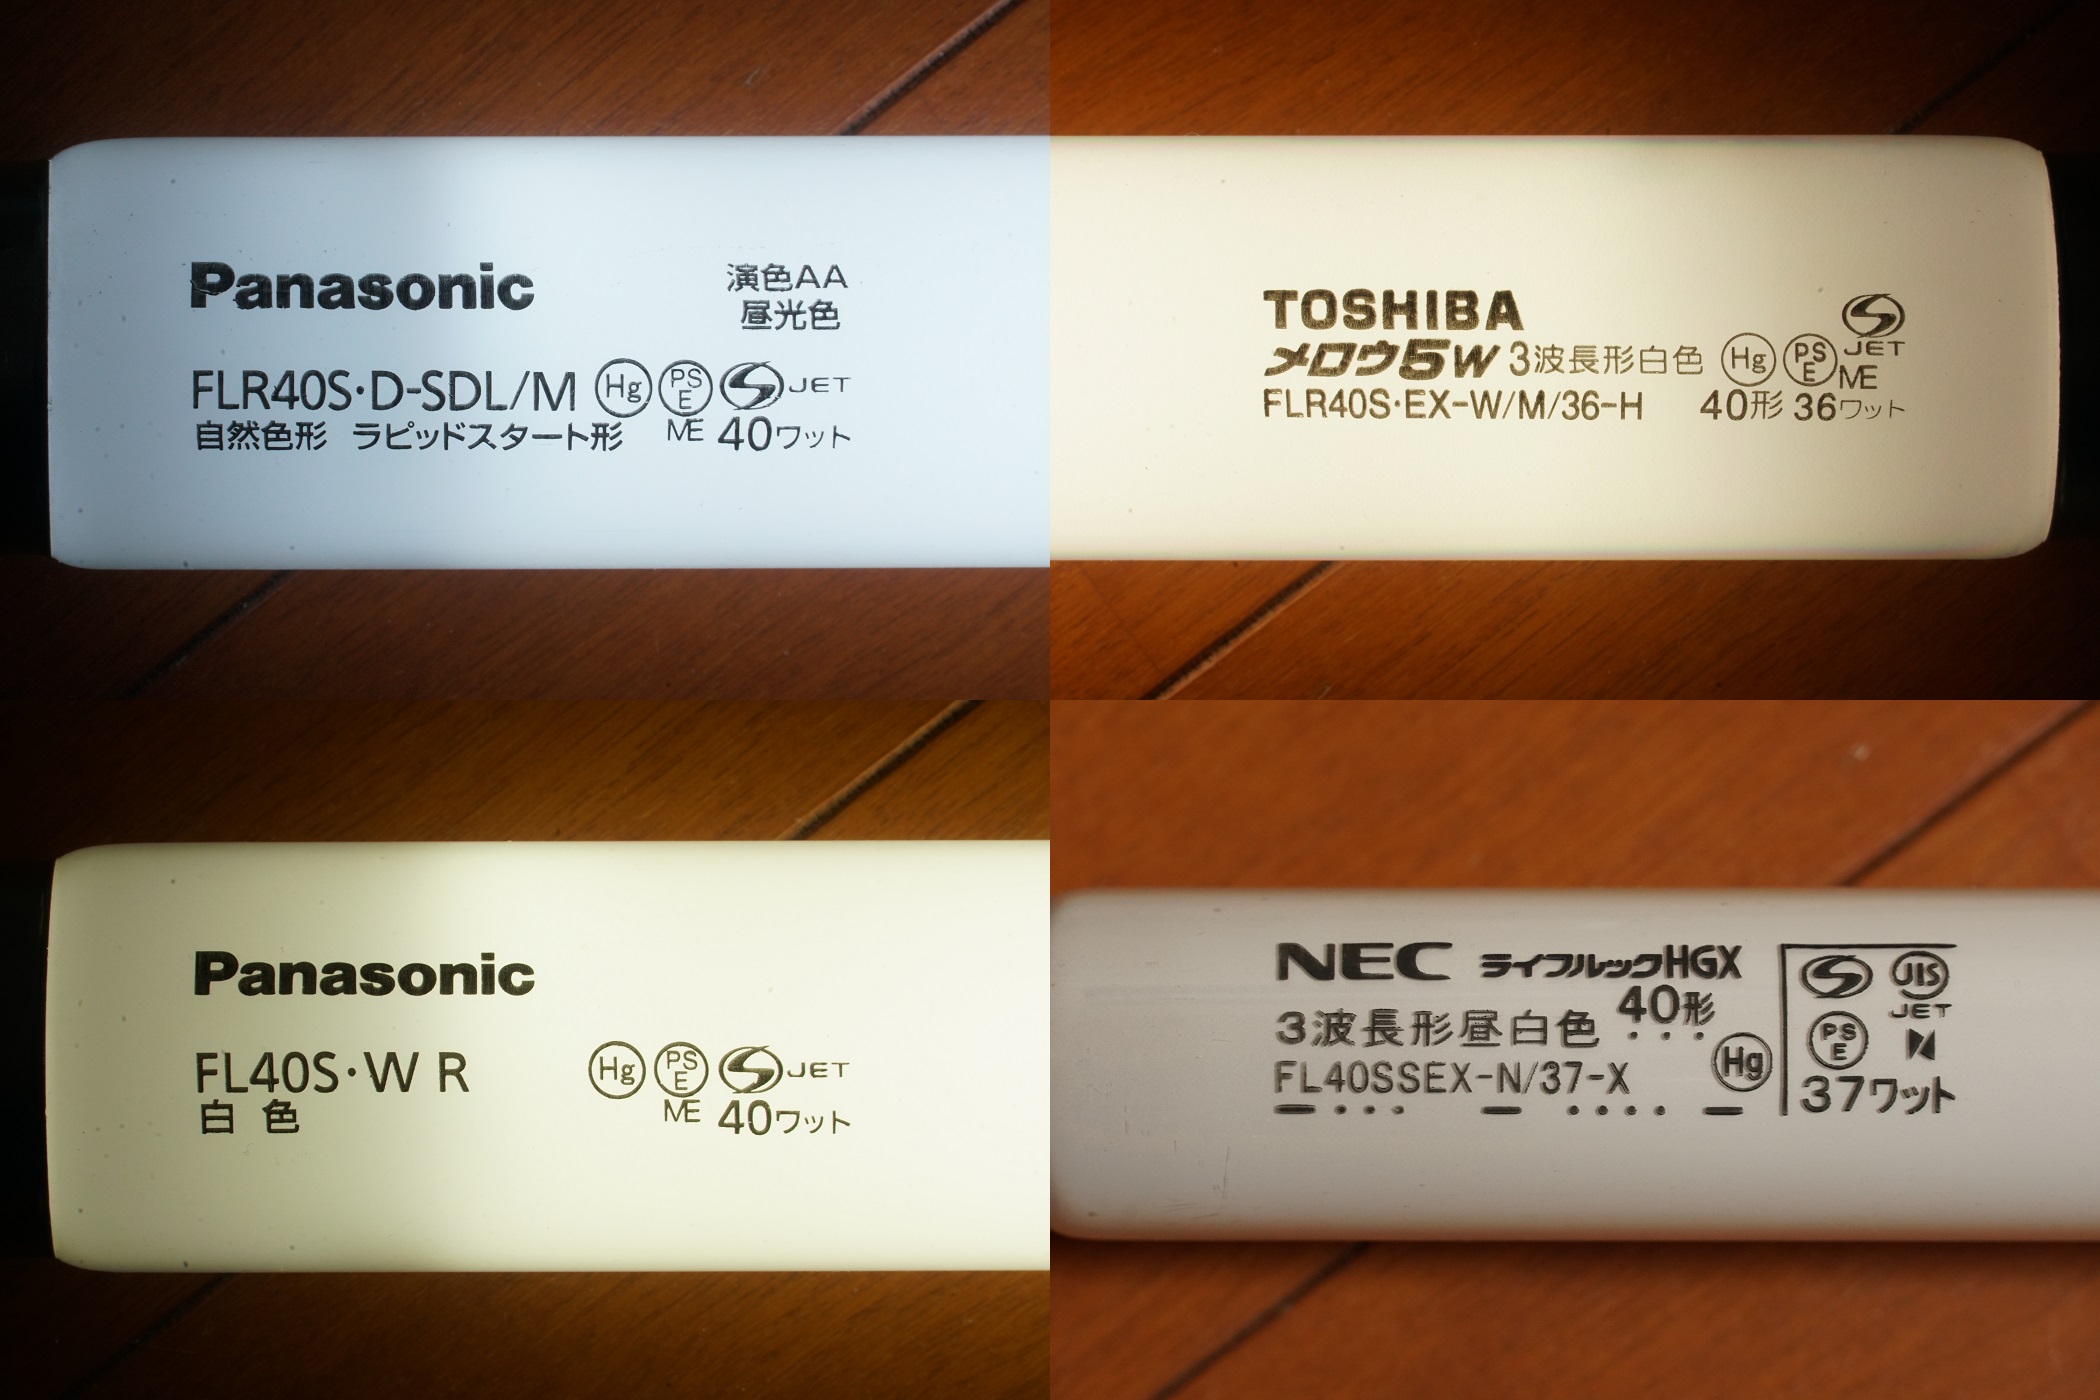 Panasonic 演色AA
昼光色
FLR40S・D-SDL/M Hg PS E JET
自然色形 ラピッドスタート形 ME 40ワット
TOSHIBA
メロウ5W 3波長形白色 Hg PS E JET
ME
FLR40S・EX-W/M/36-H 40形 36ワット
Panasonic
FL40S・W R Hg PS E JET
白色 ME 40ワット
NEC ライフルックHGX JIS
40形 JET
3波長形昼白色 Hg PS E
FL40SSEX-N/37-X 37ワット